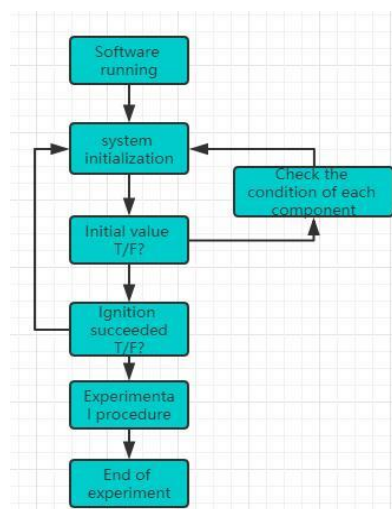 Software
running
system
initialization
Check the
condition of each
component
Initial value
T/F?
Ignition
succeeded
T/F?
Experimenta
l procedure
End of
experiment